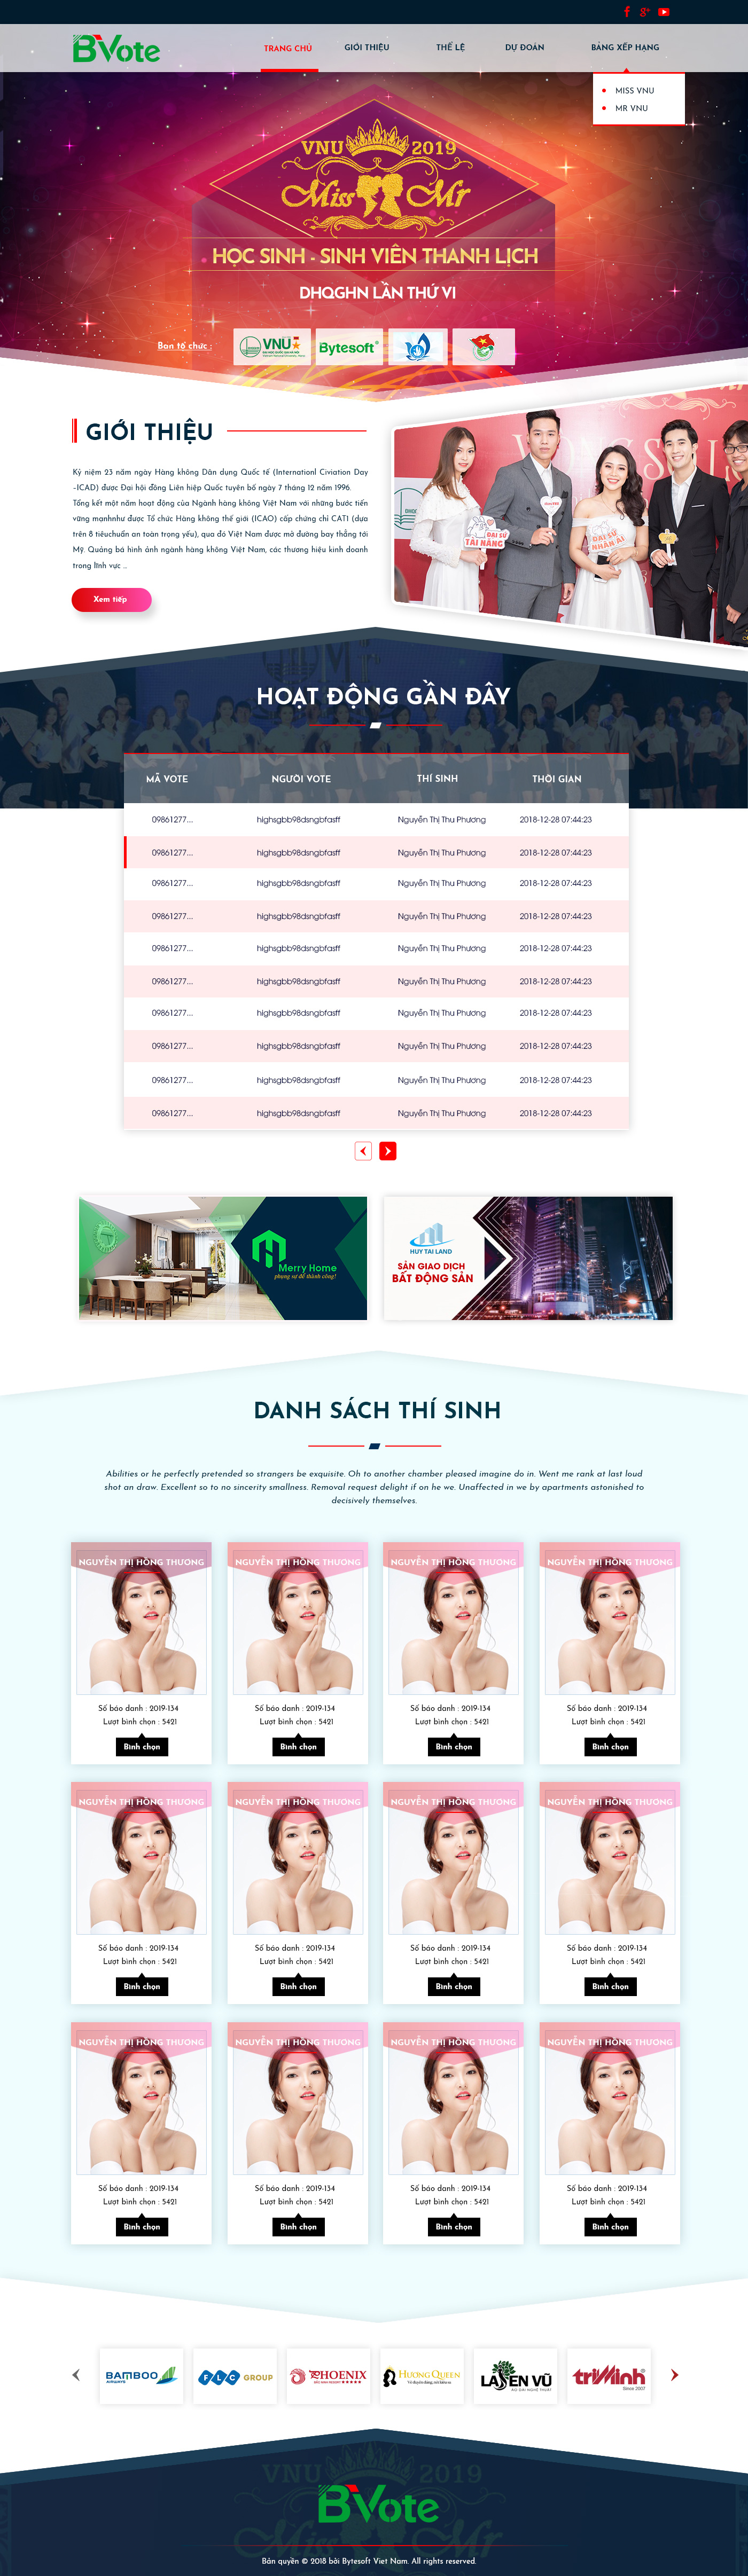 BVote
TRANG CHỦ
GIỚI THIỆU
THỂ LỆ
DỰ ĐOÁN
BẢNG XẾP HẠNG
MISS VNU
MR VNU
VNU 2019
Miss Mr
HỌC SINH - SINH VIÊN THANH LỊCH
ĐHQGHN LẦN THỨ VI
Ban tổ chức :
VNU
Bytesoft
GIỚI THIỆU
Kỷ niệm 23 năm ngày Hàng không Dân dụng Quốc tế (Internationl Civiation Day
-ICAD) được Đại hội đồng Liên hiệp Quốc tuyên bố ngày 7 tháng 12 năm 1996.
Tổng kết một năm hoạt động của Ngành hàng không Việt Nam với những bước tiến
vững mạnhnhư được Tổ chức Hàng không thế giới (ICAO) cấp chứng chỉ CAT1 (dựa
trên 8 tiêuchuẩn an toàn trọng yếu), qua đó Việt Nam được mở đường bay thẳng tới
Mỹ. Quảng bá hình ảnh ngành hàng không Việt Nam, các thương hiệu kinh doanh
trong lĩnh vực ...
Xem tiếp
ĐẠI SỨ
TÀI NĂNG
ĐẠI SỨ
NHÂN ÁI
HOẠT ĐỘNG GẦN ĐÂY
MÃ VOTE NGƯỜI VOTE THÍ SINH THỜI GIAN
09861277.... highsgbb98dsngbfasff Nguyễn Thị Thu Phương 2018-12-28 07:44:23
09861277.... highsgbb98dsngbfasff Nguyễn Thị Thu Phương 2018-12-28 07:44:23
09861277.... highsgbb98dsngbfasff Nguyễn Thị Thu Phương 2018-12-28 07:44:23
09861277.... highsgbb98dsngbfasff Nguyễn Thị Thu Phương 2018-12-28 07:44:23
09861277.... highsgbb98dsngbfasff Nguyễn Thị Thu Phương 2018-12-28 07:44:23
09861277.... highsgbb98dsngbfasff Nguyễn Thị Thu Phương 2018-12-28 07:44:23
09861277.... highsgbb98dsngbfasff Nguyễn Thị Thu Phương 2018-12-28 07:44:23
09861277.... highsgbb98dsngbfasff Nguyễn Thị Thu Phương 2018-12-28 07:44:23
09861277.... highsgbb98dsngbfasff Nguyễn Thị Thu Phương 2018-12-28 07:44:23
09861277.... highsgbb98dsngbfasff Nguyễn Thị Thu Phương 2018-12-28 07:44:23
Merry Home
phụng sự để thành công!
HUY TAI LAND
SÀN GIAO DỊCH
BẤT ĐỘNG SẢN
DANH SÁCH THÍ SINH
Abilities or he perfectly pretended so strangers be exquisite. Oh to another chamber pleased imagine do in. Went me rank at last loud
shot an draw. Excellent so to no sincerity smallness. Removal request delight if on he we. Unaffected in we by apartments astonished to
decisively themselves.
NGUYỄN THỊ HỒNG THƯƠNG NGUYỄN THỊ HỒNG THƯƠNG NGUYỄN THỊ HỒNG THƯƠNG NGUYỄN THỊ HỒNG THƯƠNG
Số báo danh : 2019-134 Số báo danh : 2019-134 Số báo danh : 2019-134 Số báo danh : 2019-134
Lượt bình chọn : 5421 Lượt bình chọn : 5421 Lượt bình chọn : 5421 Lượt bình chọn : 5421
Bình chọn Bình chọn Bình chọn Bình chọn
NGUYỄN THỊ HỒNG THƯƠNG NGUYỄN THỊ HỒNG THƯƠNG NGUYỄN THỊ HỒNG THƯƠNG NGUYỄN THỊ HỒNG THƯƠNG
Số báo danh : 2019-134 Số báo danh : 2019-134 Số báo danh : 2019-134 Số báo danh : 2019-134
Lượt bình chọn : 5421 Lượt bình chọn : 5421 Lượt bình chọn : 5421 Lượt bình chọn : 5421
Bình chọn Bình chọn Bình chọn Bình chọn
NGUYỄN THỊ HỒNG THƯƠNG NGUYỄN THỊ HỒNG THƯƠNG NGUYỄN THỊ HỒNG THƯƠNG NGUYỄN THỊ HỒNG THƯƠNG
Số báo danh : 2019-134 Số báo danh : 2019-134 Số báo danh : 2019-134 Số báo danh : 2019-134
Lượt bình chọn : 5421 Lượt bình chọn : 5421 Lượt bình chọn : 5421 Lượt bình chọn : 5421
Bình chọn Bình chọn Bình chọn Bình chọn
BAMBOO
AIRWAYS
FLC GROUP
PHOENIX
HƯƠNG QUEEN
LASEN VŨ
ÁO DÀI NGHỆ THUẬT
triMinh
Since 2007
VNU 2019
BVote
Bản quyền © 2018 bởi Bytesoft Viet Nam. All rights reserved.